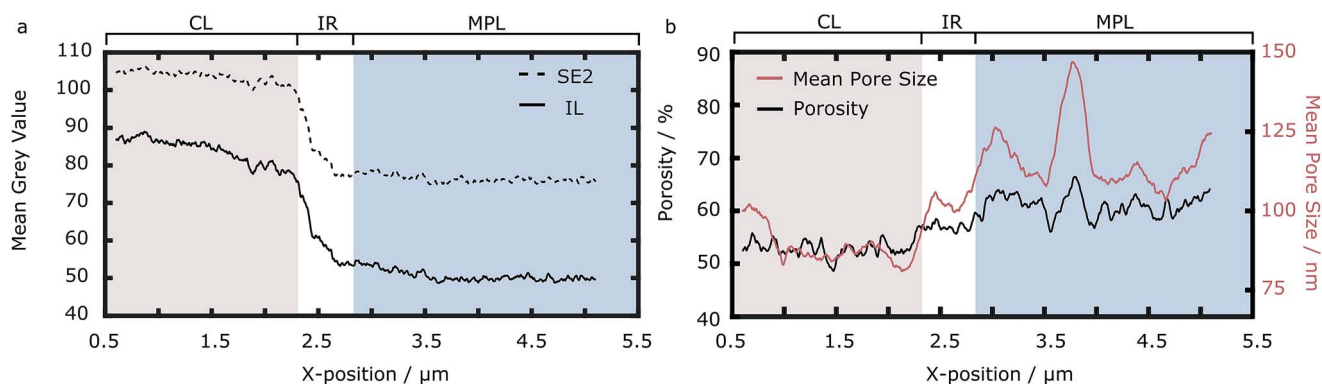 a
CL IR MPL
110
100
90
80
70
60
50
40
Mean Grey Value
SE2
IL
0.5 1.5 2.5 3.5 4.5 5.5
X-position / µm
b
CL IR MPL
90
80
70
60
50
40
Porosity / %
Mean Pore Size
Porosity
150
125
100
75
Mean Pore Size / nm
0.5 1.5 2.5 3.5 4.5 5.5
X-position / µm